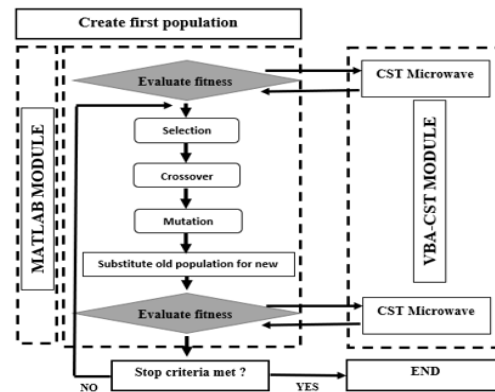 Create first population
Evaluate fitness
CST Microwave
Selection
Crossover
Mutation
Substitute old population for new
MATLAB MODULE
VBA-CST MODULE
Evaluate fitness
CST Microwave
Stop criteria met ?
END
NO
YES